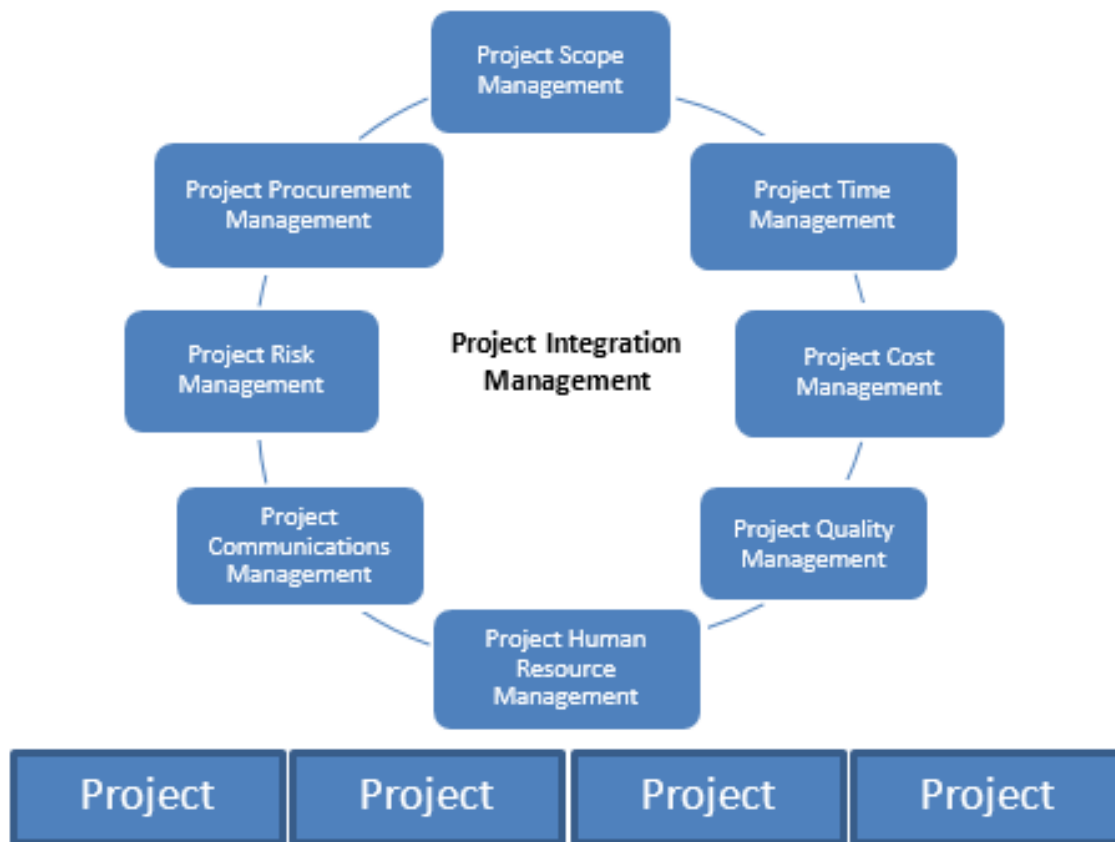 Project Scope
Management
Project Procurement
Management
Project Time
Management
Project Integration
Management
Project Risk
Management
Project Cost
Management
Project
Communications
Management
Project Quality
Management
Project Human
Resource
Management
Project
Project
Project
Project